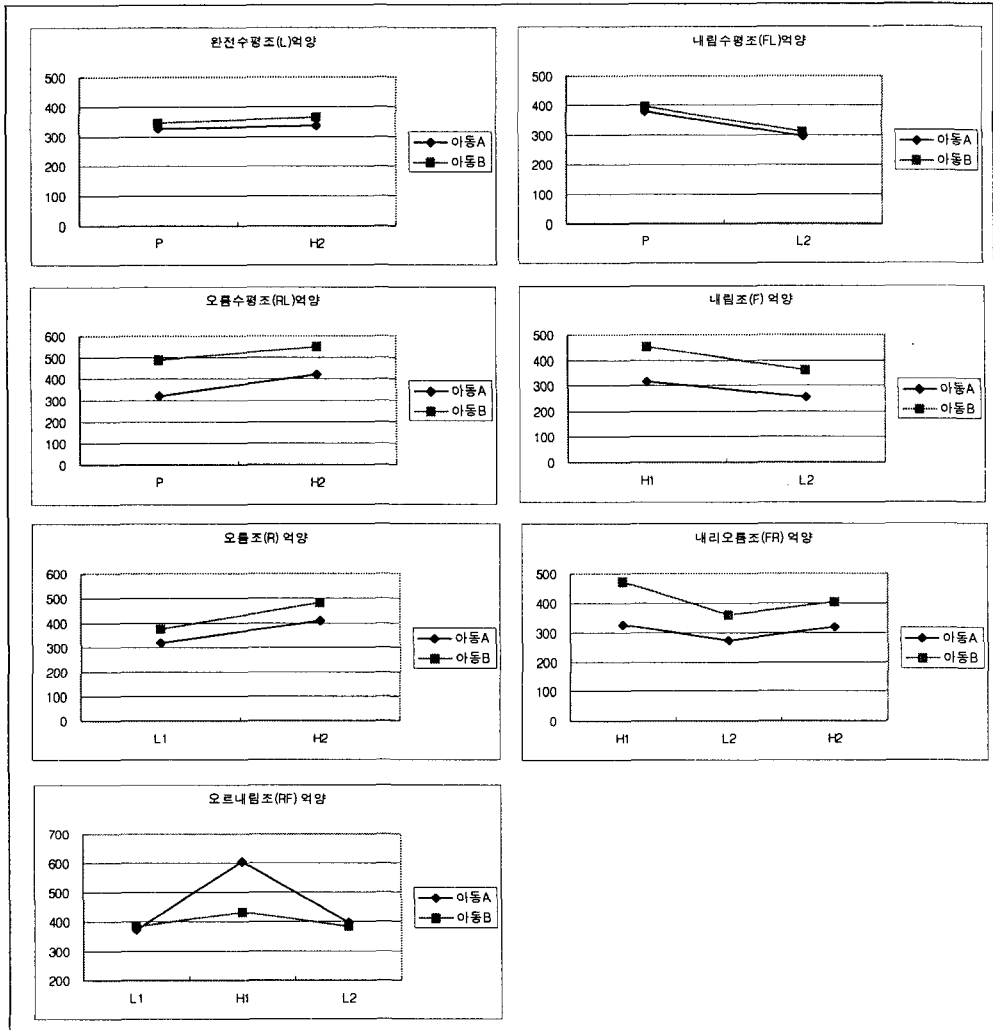 완전수평조(L)억양
500
400
300
200
100
0
P H2
아동A
아동B
내림수평조(FL)억양
500
400
300
200
100
0
P L2
아동A
아동B
오름수평조(RL)억양
600
500
400
300
200
100
0
P H2
아동A
아동B
내림조(F) 억양
500
400
300
200
100
0
H1 L2
아동A
아동B
오름조(R) 억양
600
500
400
300
200
100
0
L1 H2
아동A
아동B
내리오름조(FR) 억양
500
400
300
200
100
0
H1 L2 H2
아동A
아동B
오르내림조(RF) 억양
700
600
500
400
300
200
L1 H1 L2
아동A
아동B